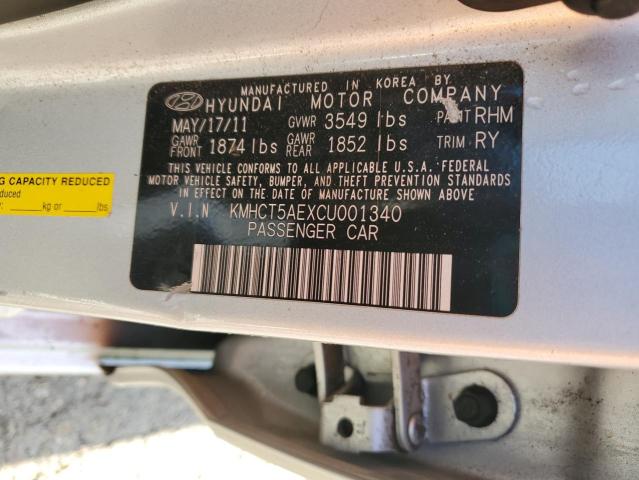 MANUFACTURED IN KOREA BY
HYUNDAI MOTOR COMPANY
MAY/17/11 GVWR 3549 lbs PAINT RHM
GAWR FRONT 1874 lbs GAWR REAR 1852 lbs TRIM RY
THIS VEHICLE CONFORMS TO ALL APPLICABLE U.S.A. FEDERAL
MOTOR VEHICLE SAFETY, BUMPER, AND THEFT PREVENTION STANDARDS
IN EFFECT ON THE DATE OF MANUFACTURE SHOWN ABOVE
V.I.N KMHCT5AEXCU001340
PASSENGER CAR
G CAPACITY REDUCED
duced
kg or lbs